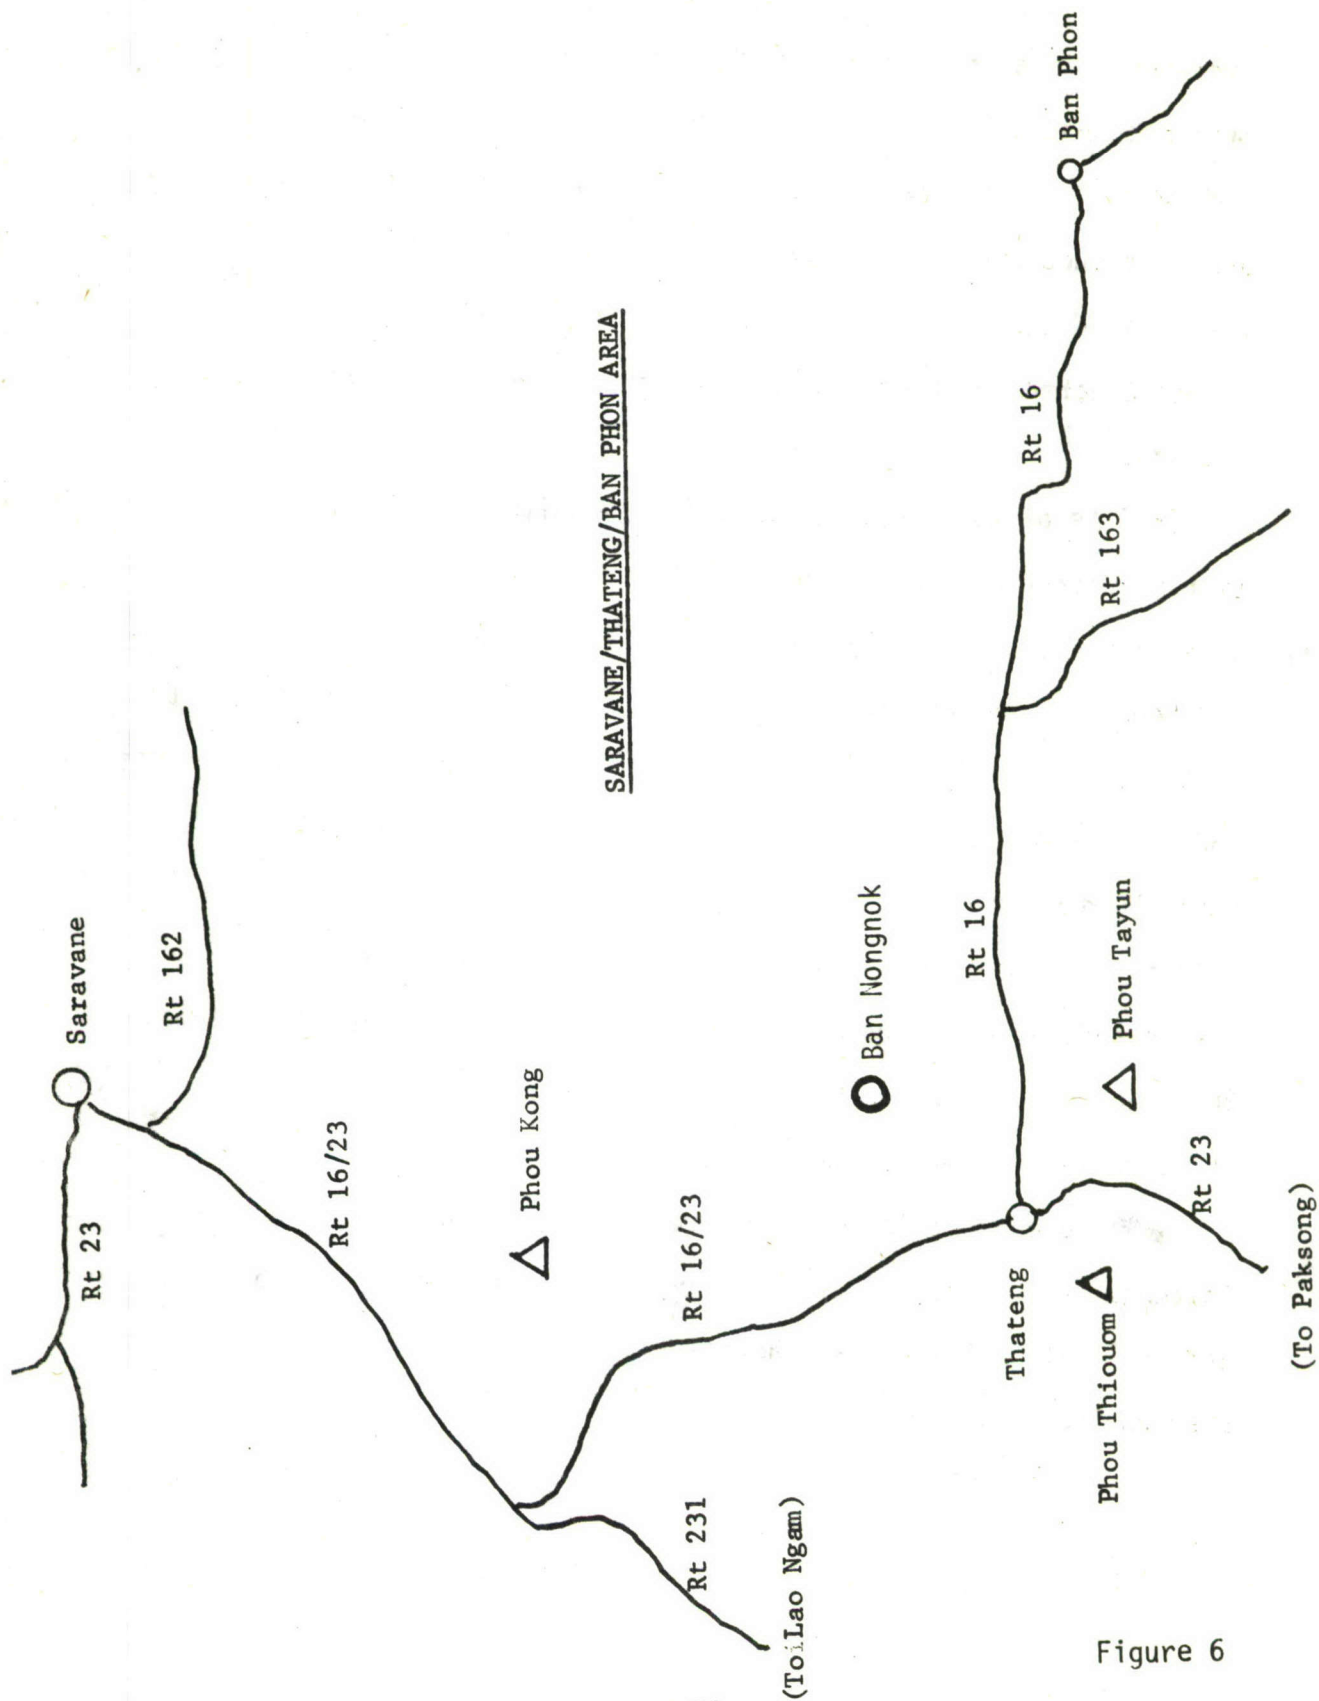 SARAVANE/THATENG/BAN PHON AREA
Saravane
Rt 23
Rt 162
Rt 16/23
Phou Kong
Rt 16/23
Rt 231
(To Lao Ngam)
Ban Nongnok
Thateng
Rt 16
Rt 16
Ban Phon
Rt 163
Phou Tayun
Phou Thiouom
Rt 23
(To Paksong)
Figure 6